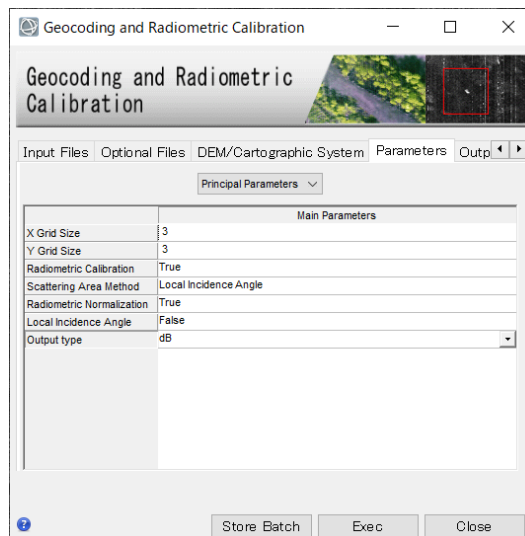 Geocoding and Radiometric Calibration
Geocoding and Radiometric
Calibration
Input Files Optional Files DEM/Cartographic System Parameters Outp
Principal Parameters
Main Parameters
X Grid Size 3
Y Grid Size 3
Radiometric Calibration True
Scattering Area Method Local Incidence Angle
Radiometric Normalization True
Local Incidence Angle False
Output type dB
?
Store Batch Exec Close